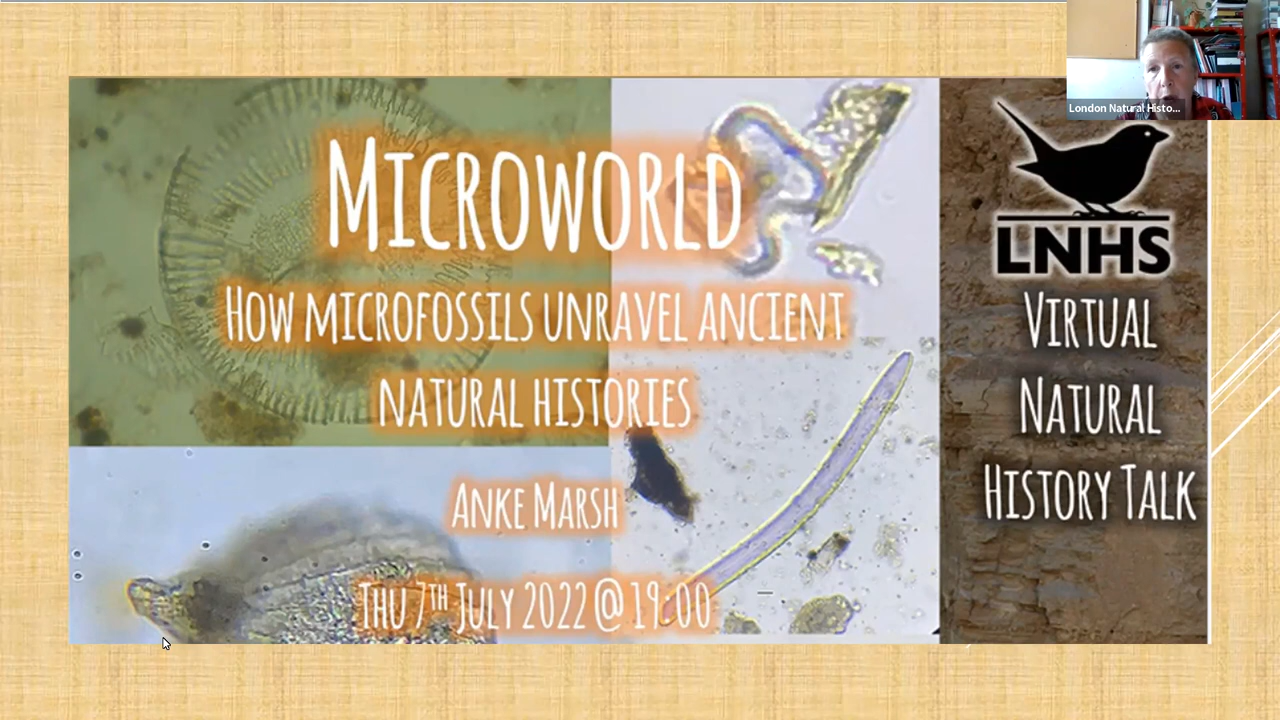 London Natural Histo...
MICROWORLD
HOW MICROFOSSILS UNRAVEL ANCIENT
NATURAL HISTORIES
ANKE MARSH
THU 7TH JULY 2022 @ 19:00
LNHS
VIRTUAL
NATURAL
HISTORY TALK